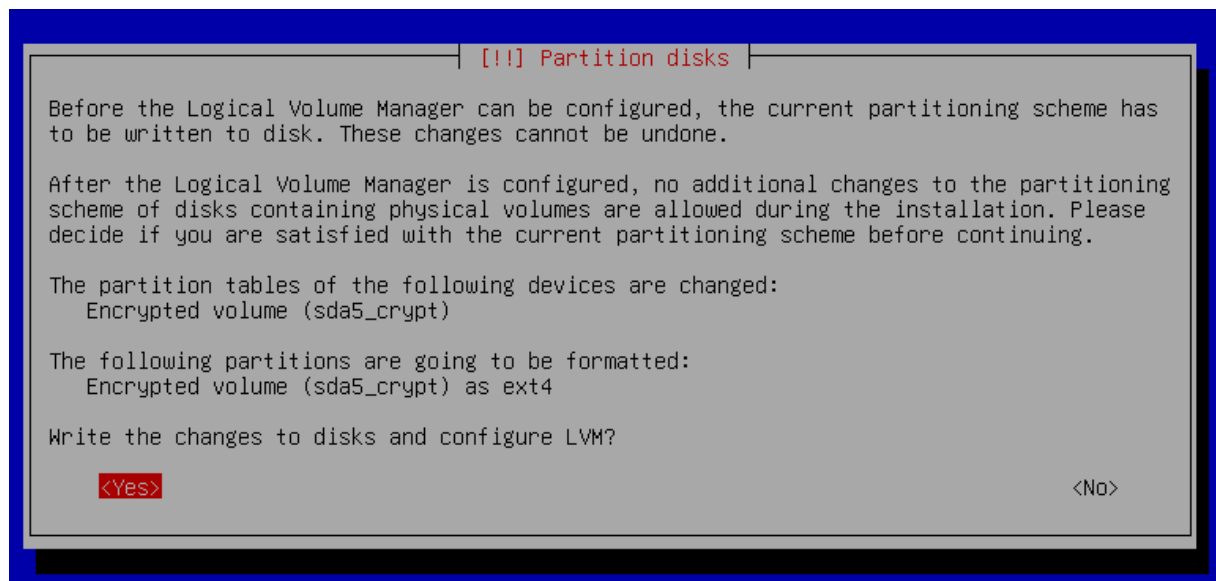 [!!] Partition disks
Before the Logical Volume Manager can be configured, the current partitioning scheme has
to be written to disk. These changes cannot be undone.
After the Logical Volume Manager is configured, no additional changes to the partitioning
scheme of disks containing physical volumes are allowed during the installation. Please
decide if you are satisfied with the current partitioning scheme before continuing.
The partition tables of the following devices are changed:
Encrypted volume (sda5_crypt)
The following partitions are going to be formatted:
Encrypted volume (sda5_crypt) as ext4
Write the changes to disks and configure LVM?
<Yes> <No>